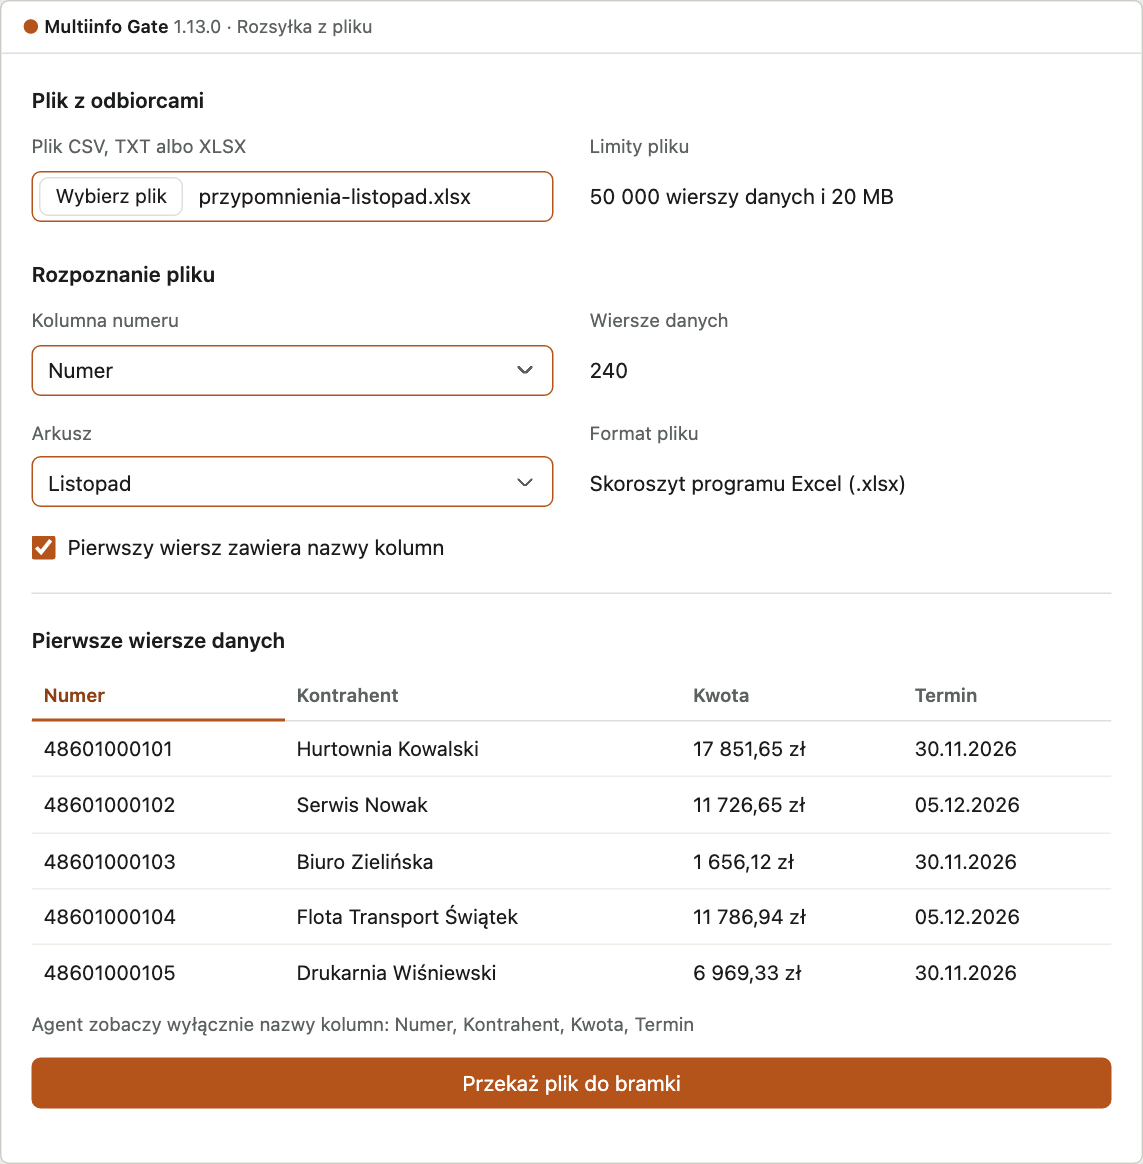 Multiinfo Gate 1.13.0 · Rozsyłka z pliku
Plik z odbiorcami
Plik CSV, TXT albo XLSX
Limity pliku
Wybierz plik
przypomnienia-listopad.xlsx
50 000 wierszy danych i 20 MB
Rozpoznanie pliku
Kolumna numeru
Wiersze danych
Numer
240
Arkusz
Format pliku
Listopad
Skoroszyt programu Excel (.xlsx)
Pierwszy wiersz zawiera nazwy kolumn
Pierwsze wiersze danych
Numer Kontrahent Kwota Termin
48601000101 Hurtownia Kowalski 17 851,65 zł 30.11.2026
48601000102 Serwis Nowak 11 726,65 zł 05.12.2026
48601000103 Biuro Zielińska 1 656,12 zł 30.11.2026
48601000104 Flota Transport Świątek 11 786,94 zł 05.12.2026
48601000105 Drukarnia Wiśniewski 6 969,33 zł 30.11.2026
Agent zobaczy wyłącznie nazwy kolumn: Numer, Kontrahent, Kwota, Termin
Przekaż plik do bramki